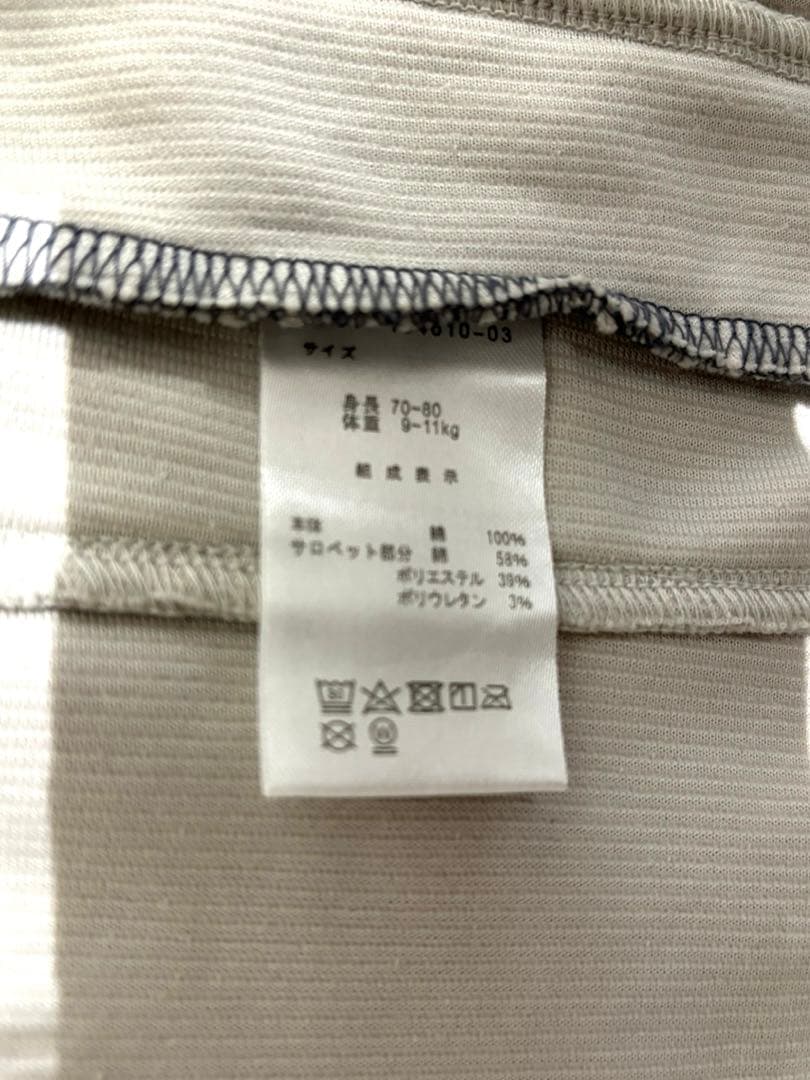 4610-03
サイズ
身長 70-80
体重 9-11kg
組成表示
本体 綿 100%
サロペット部分 綿 58%
ポリエステル 39%
ポリウレタン 3%